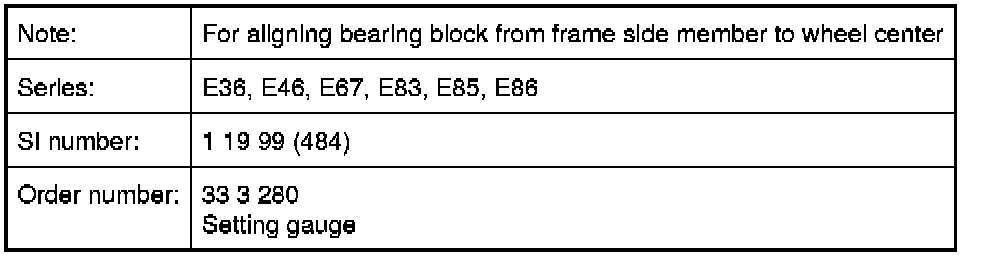 Note: For aligning bearing block from frame side member to wheel center
Series: E36, E46, E67, E83, E85, E86
SI number: 1 19 99 (484)
Order number: 33 3 280
Setting gauge